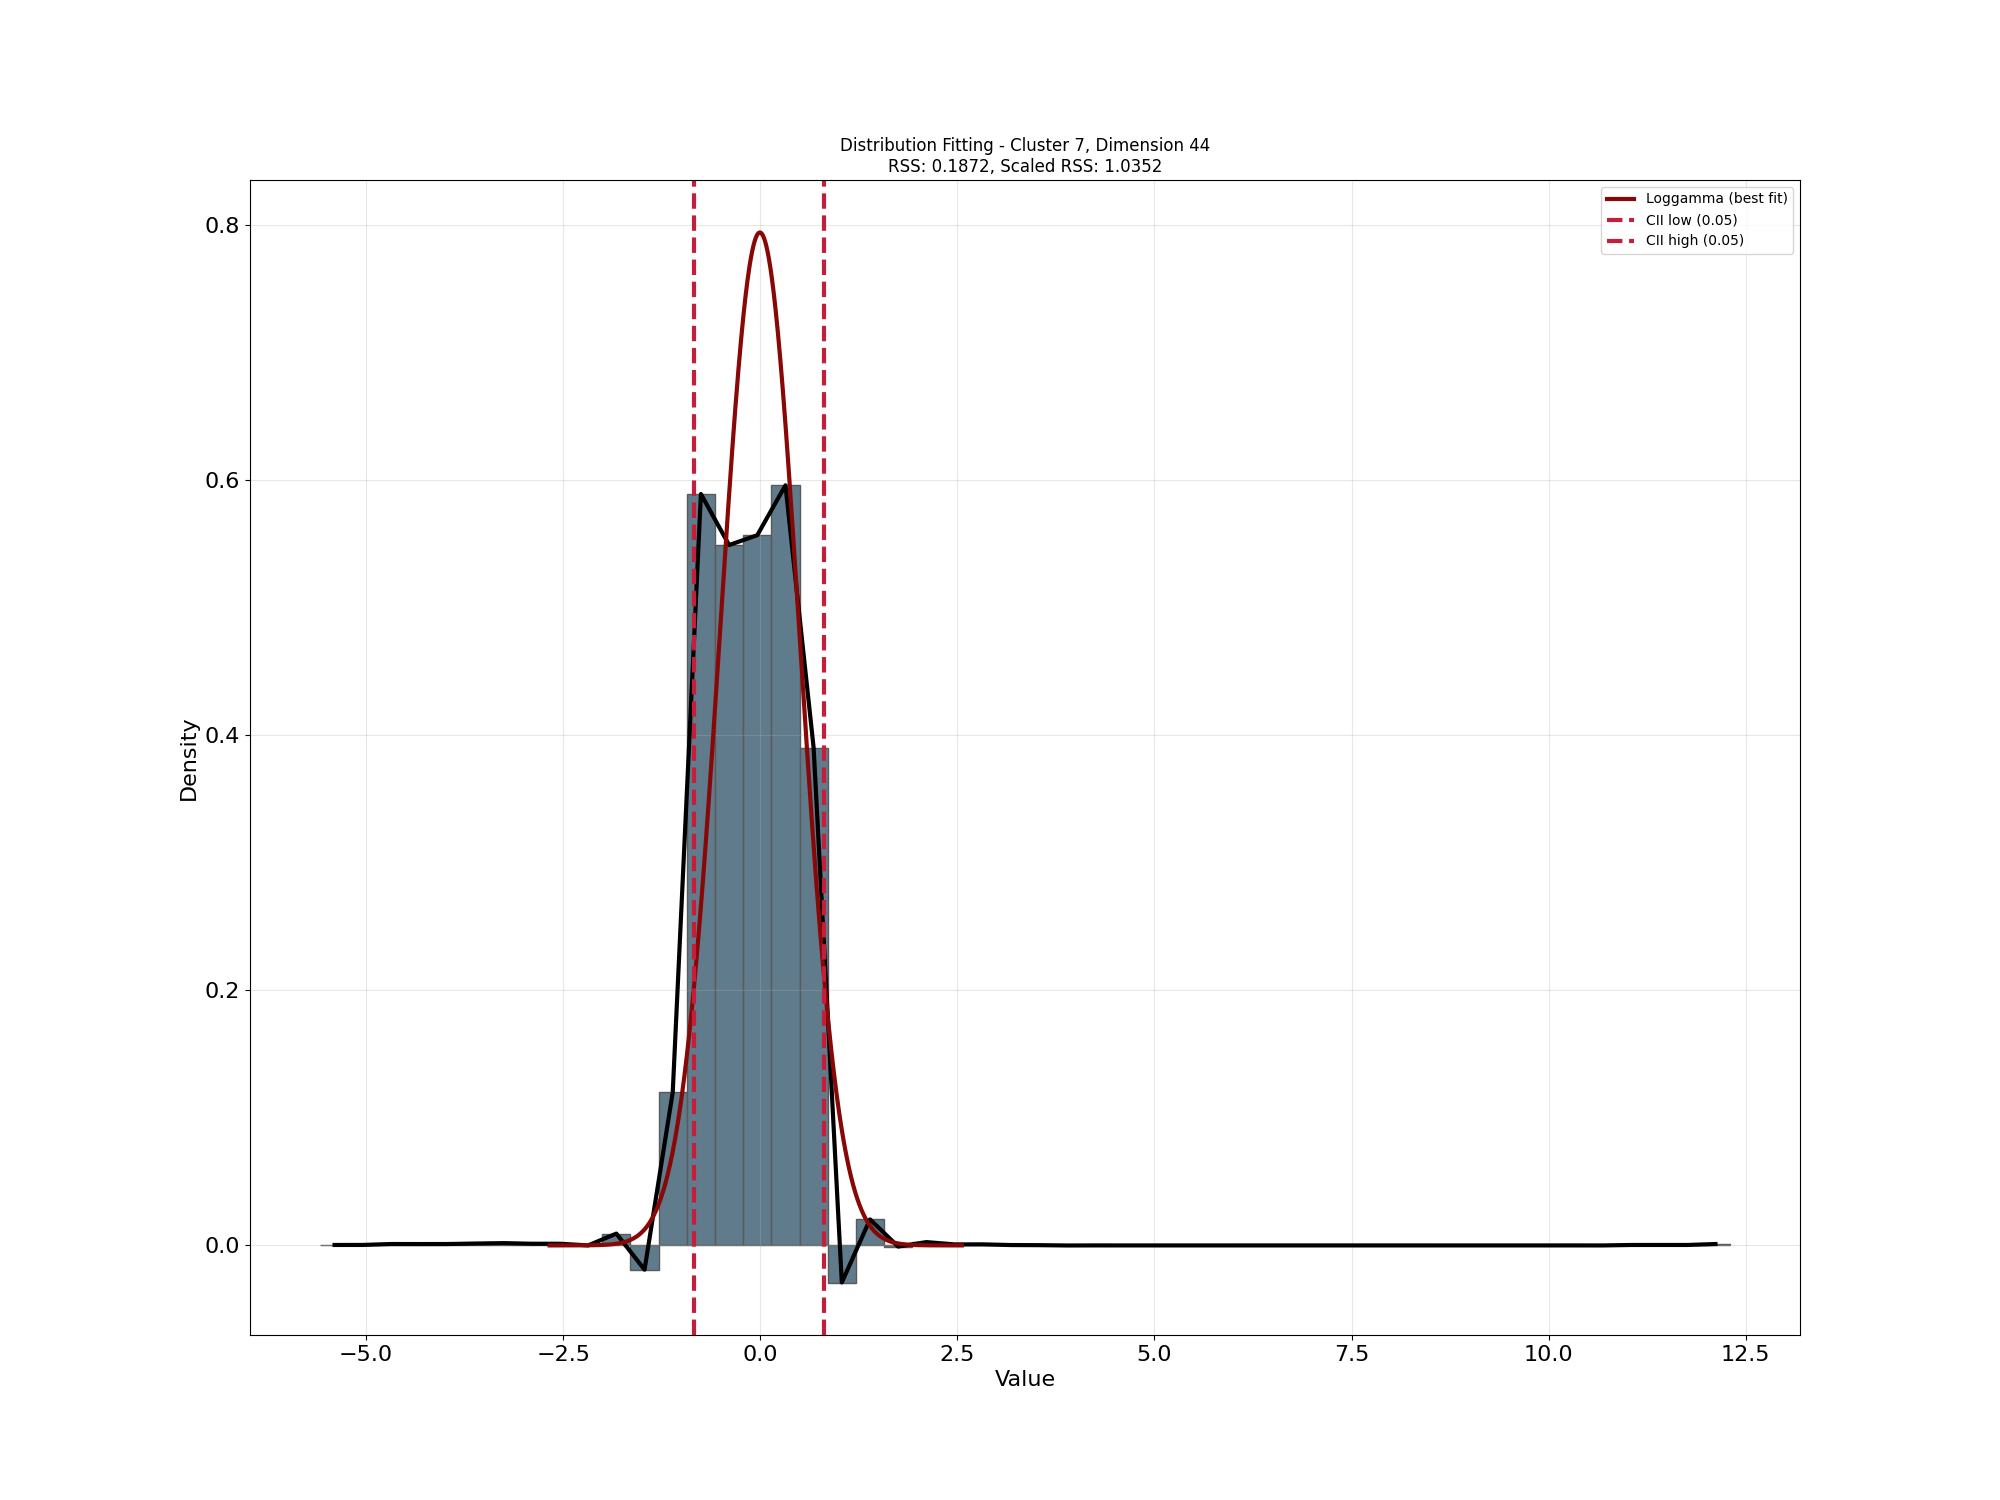 Distribution Fitting - Cluster 7, Dimension 44
RSS: 0.1872, Scaled RSS: 1.0352
Loggamma (best fit)
CII low (0.05)
CII high (0.05)
0.8
0.6
0.4
0.2
0.0
Density
−5.0 −2.5 0.0 2.5 5.0 7.5 10.0 12.5
Value